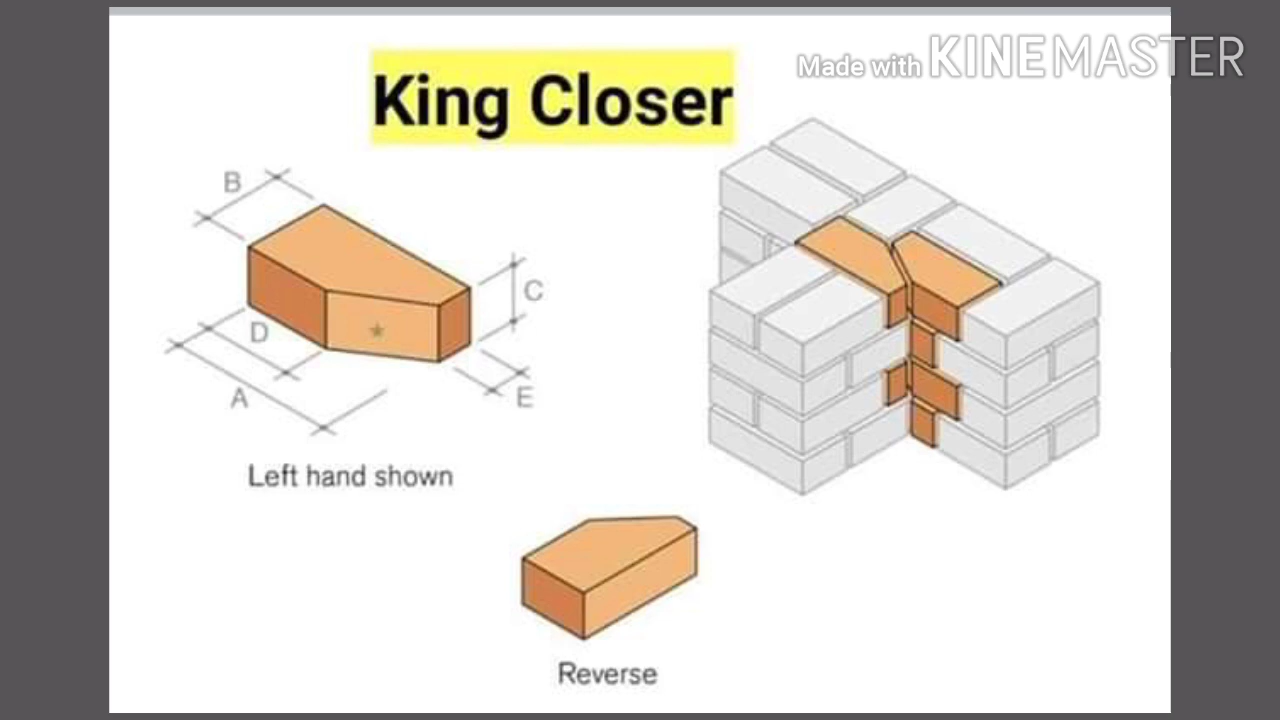 Made with KINEMASTER
King Closer
B
C
D
A
E
Left hand shown
Reverse